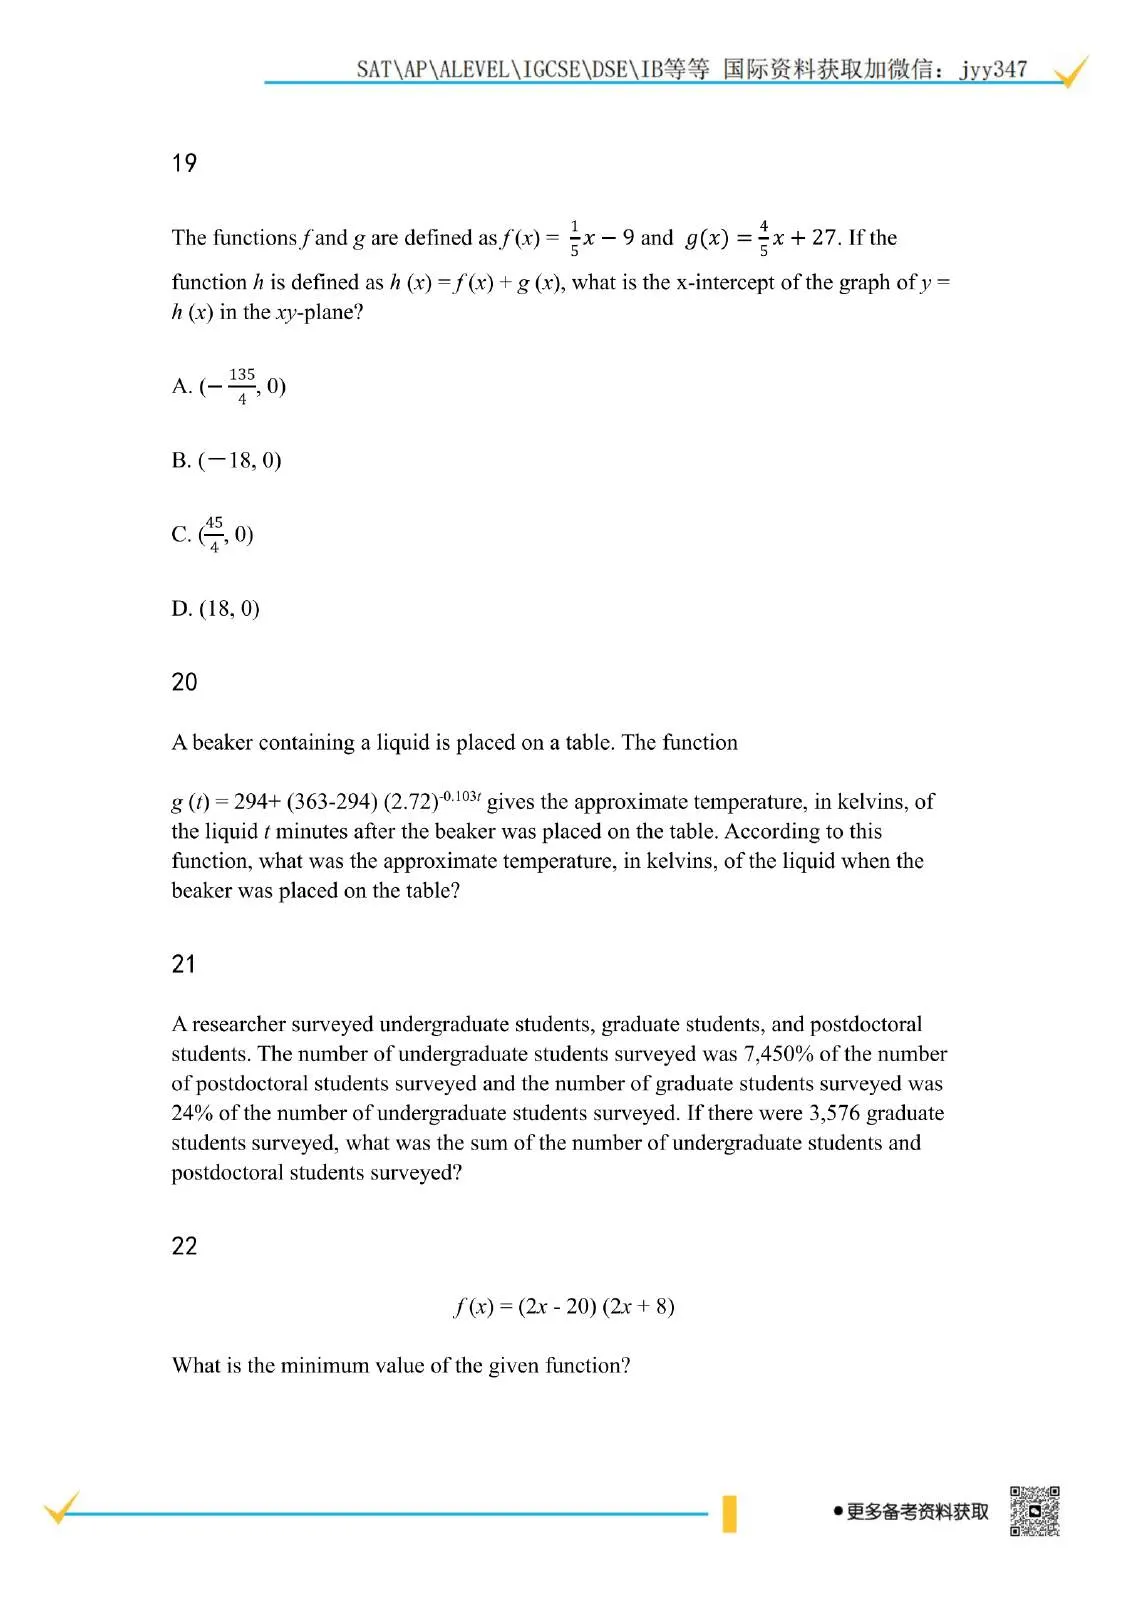 SAT\AP\ALEVEL\IGCSE\DSE\IB等等 国际资料获取加微信：jyy347
19
The functions f and g are defined as f (x) = 1/5 x − 9 and g(x) = 4/5 x + 27. If the
function h is defined as h (x) = f (x) + g (x), what is the x-intercept of the graph of y =
h (x) in the xy-plane?
A. (− 135/4, 0)
B. (−18, 0)
C. (45/4, 0)
D. (18, 0)
20
A beaker containing a liquid is placed on a table. The function
g (t) = 294+ (363-294) (2.72)^-0.103t gives the approximate temperature, in kelvins, of
the liquid t minutes after the beaker was placed on the table. According to this
function, what was the approximate temperature, in kelvins, of the liquid when the
beaker was placed on the table?
21
A researcher surveyed undergraduate students, graduate students, and postdoctoral
students. The number of undergraduate students surveyed was 7,450% of the number
of postdoctoral students surveyed and the number of graduate students surveyed was
24% of the number of undergraduate students surveyed. If there were 3,576 graduate
students surveyed, what was the sum of the number of undergraduate students and
postdoctoral students surveyed?
22
f (x) = (2x - 20) (2x + 8)
What is the minimum value of the given function?
●更多备考资料获取